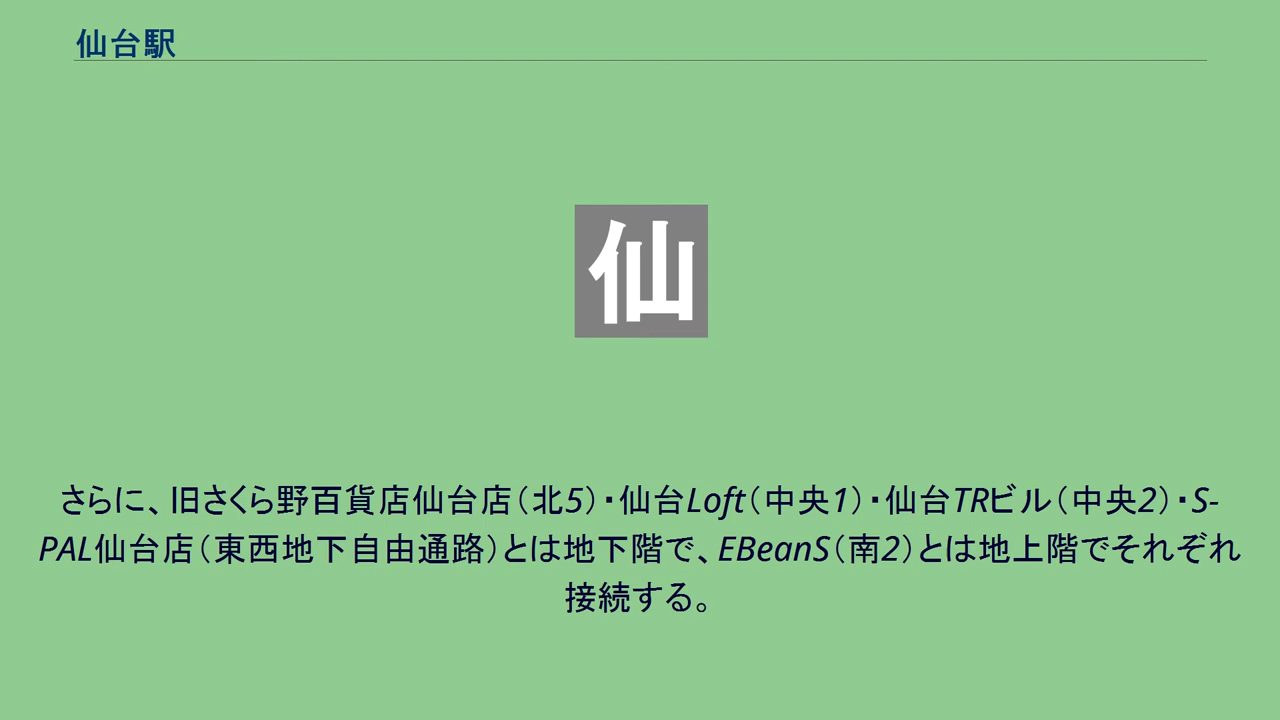 仙台駅
仙
さらに、旧さくら野百貨店仙台店（北5）・仙台Loft（中央1）・仙台TRビル（中央2）・S-
PAL仙台店（東西地下自由通路）とは地下階で、EBeanS（南2）とは地上階でそれぞれ
接続する。